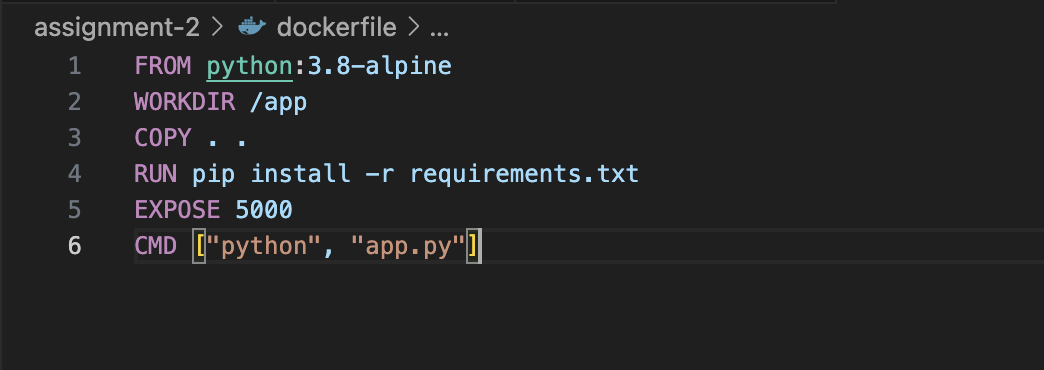 assignment-2 > dockerfile > ...
1 FROM python:3.8-alpine
2 WORKDIR /app
3 COPY . .
4 RUN pip install -r requirements.txt
5 EXPOSE 5000
6 CMD ["python", "app.py"]